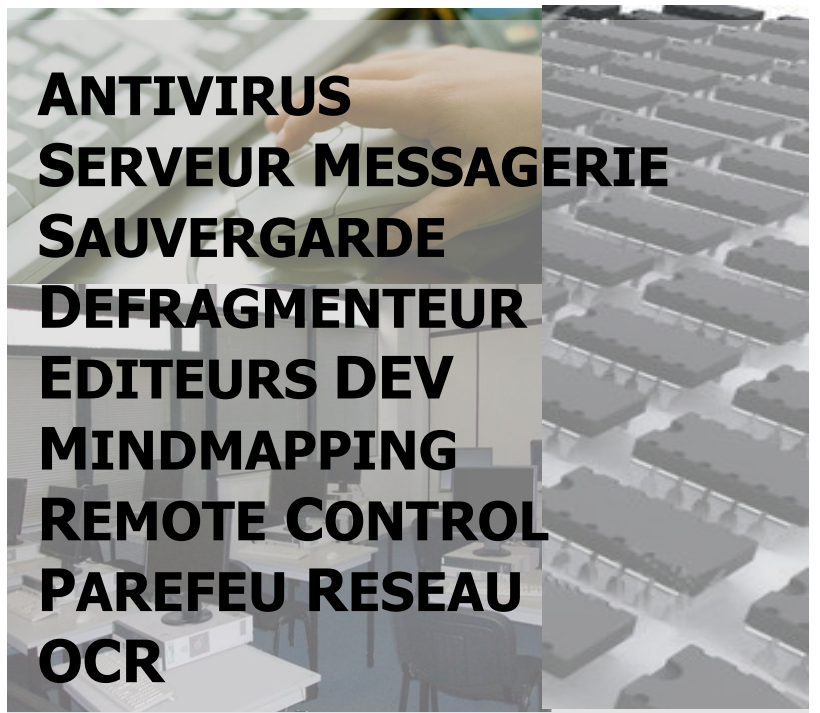 ANTIVIRUS
SERVEUR MESSAGERIE
SAUVERGARDE
DEFRAGMENTEUR
EDITEURS DEV
MINDMAPPING
REMOTE CONTROL
PAREFEU RESEAU
OCR